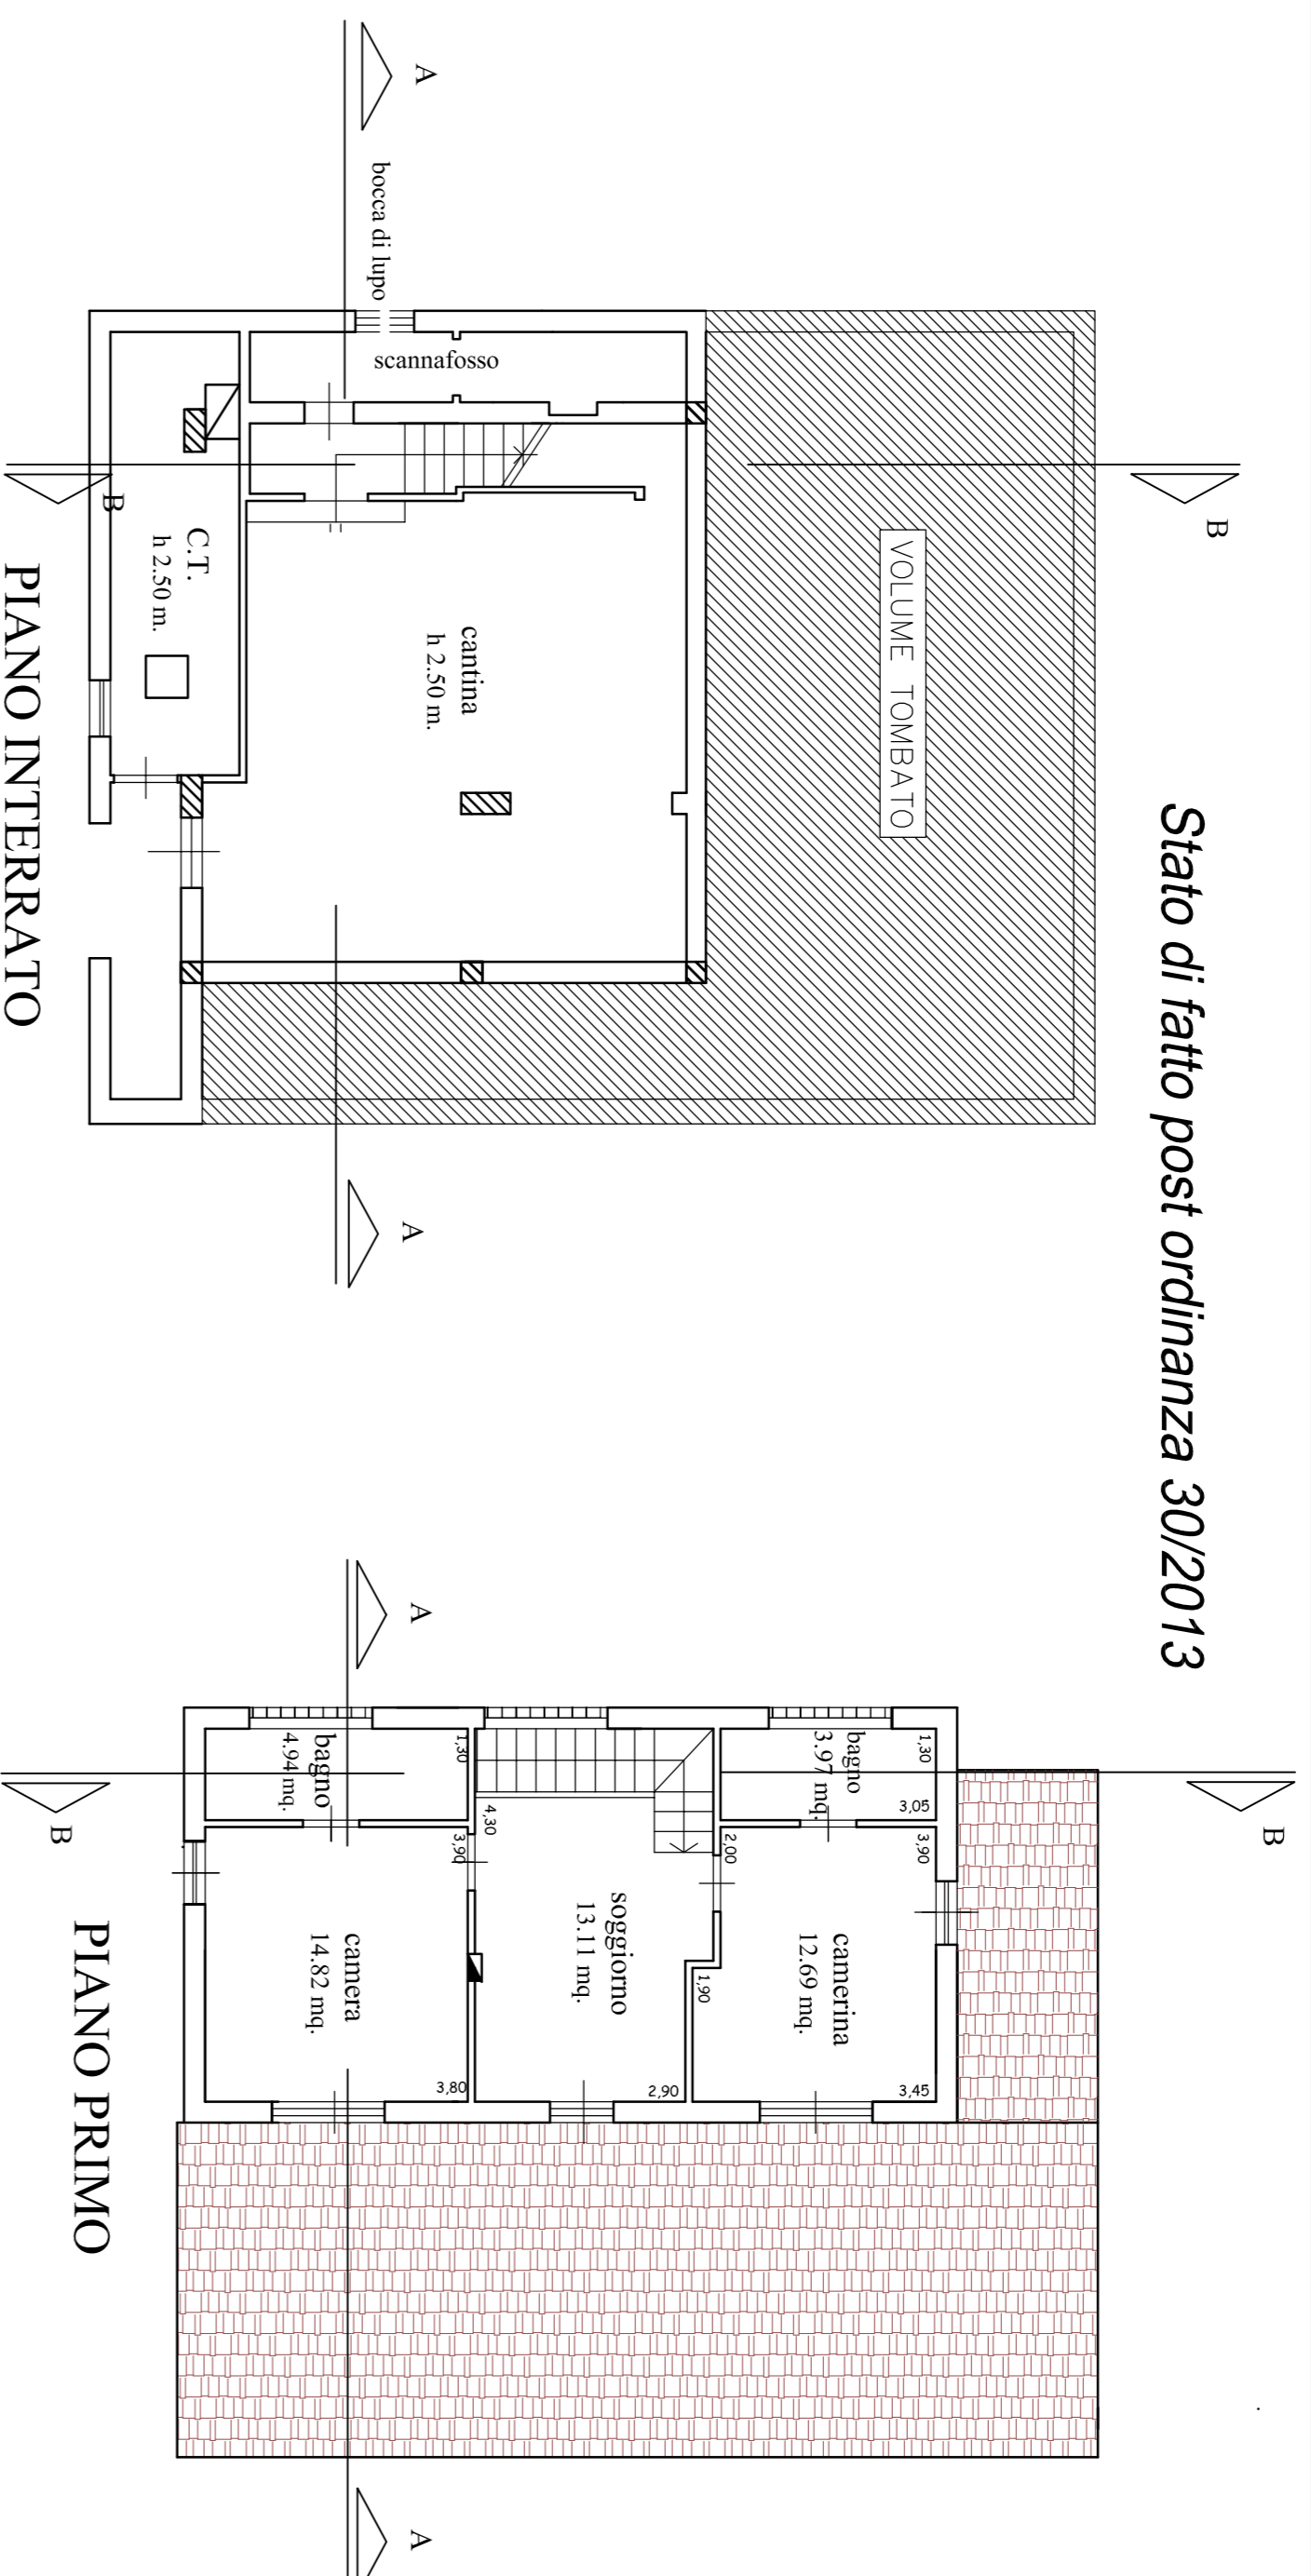 Stato di fatto post ordinanza 30/2013
B
VOLUME TOMBATO
A
bocca di lupo
scannafosso
cantina
h 2.50 m.
C.T.
h 2.50 m.
B
A
PIANO INTERRATO
B
1,30
bagno
3.97 mq.
3,05
3,90
camerina
12.69 mq.
3,45
2,00
1,90
soggiorno
13.11 mq.
4,30
2,90
A
1,30
bagno
4.94 mq.
3,90
camera
14.82 mq.
3,80
A
B
PIANO PRIMO